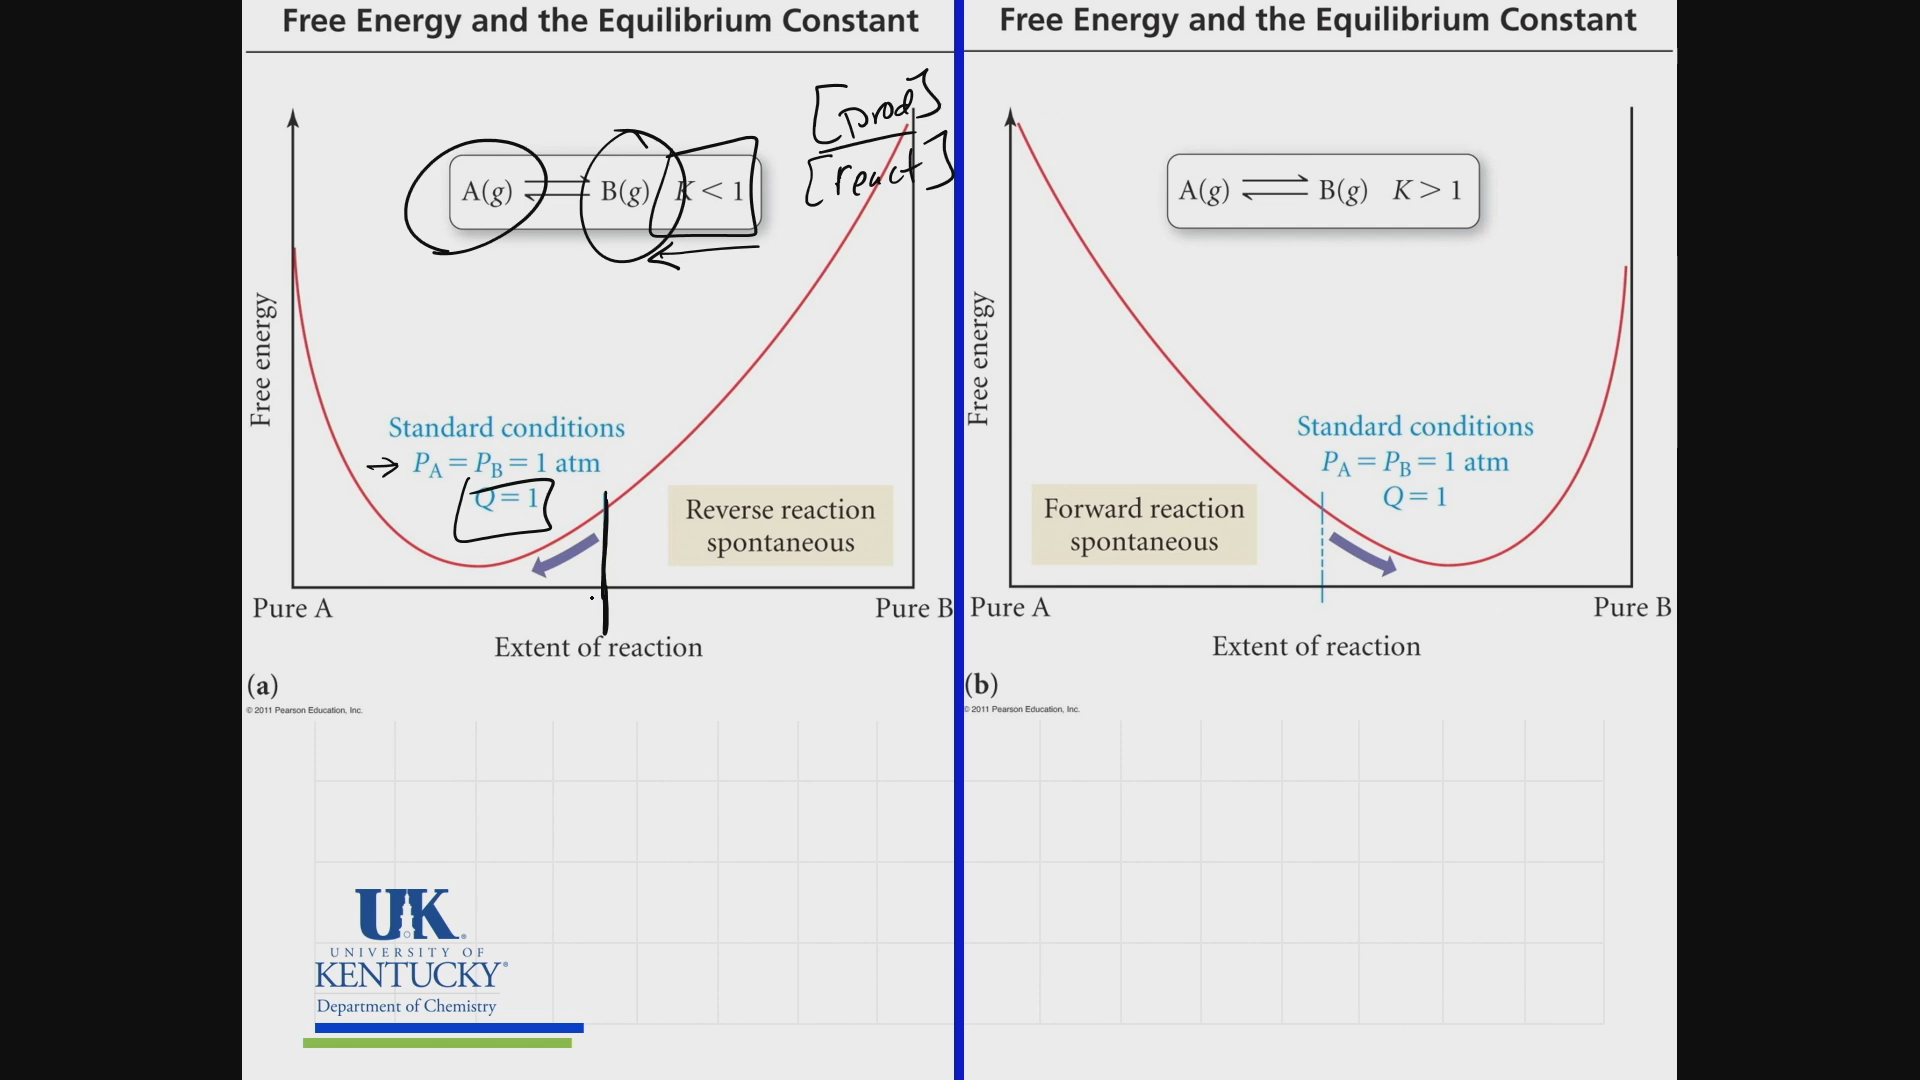 Free Energy and the Equilibrium Constant
[prod]
[react]
A(g) ⇌ B(g) K < 1
Free energy
Standard conditions
→ P_A = P_B = 1 atm
Q = 1
Reverse reaction
spontaneous
Pure A
Pure B
Extent of reaction
(a)
© 2011 Pearson Education, Inc.
UK
UNIVERSITY OF
KENTUCKY®
Department of Chemistry
Free Energy and the Equilibrium Constant
A(g) ⇌ B(g) K > 1
Free energy
Standard conditions
P_A = P_B = 1 atm
Q = 1
Forward reaction
spontaneous
Pure A
Pure B
Extent of reaction
(b)
© 2011 Pearson Education, Inc.